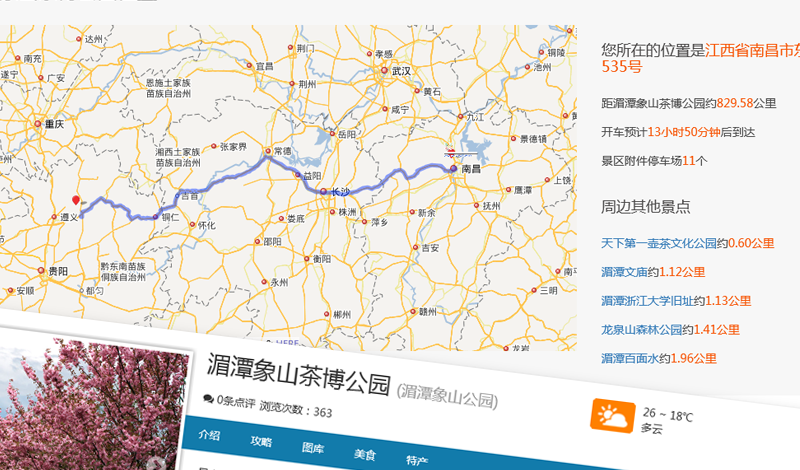 您所在的位置是江西省南昌市东
535号
距湄潭象山茶博公园约829.58公里
开车预计13小时50分钟后到达
景区附件停车场11个
周边其他景点
天下第一壶茶文化公园约0.60公里
湄潭文庙约1.12公里
湄潭浙江大学旧址约1.13公里
龙泉山森林公园约1.41公里
湄潭百面水约1.96公里
达州
南充
遂宁
广安
重庆
恩施土家族
苗族自治州
宜昌
荆门
荆州
孝感
武汉
黄石
咸宁
铜陵
池州
九江
景德镇
岳阳
张家界
常德
湘西土家族
苗族自治州
吉首
益阳
长沙
南昌
上饶
鹰潭
抚州
新余
萍乡
株洲
娄底
怀化
铜仁
遵义
邵阳
衡阳
吉安
贵阳
黔东南苗族
侗族自治州
安顺
都匀
永州
郴州
赣州
三明
南平
龙岩
HERE
湄潭象山茶博公园 (湄潭象山公园)
0条点评 浏览次数：363
26 ~ 18℃
多云
介绍 攻略 图库 美食 特产